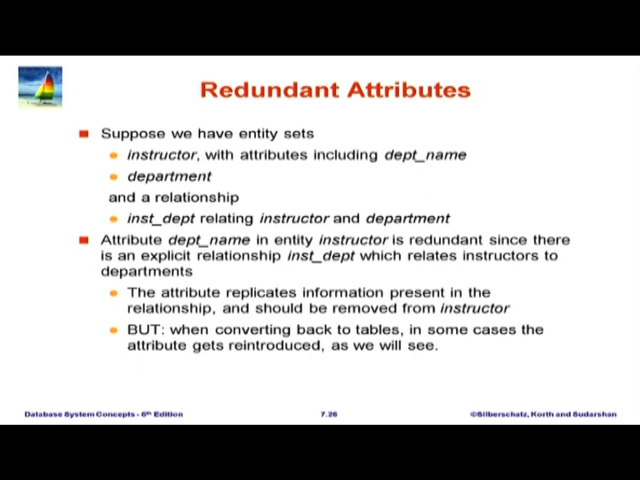 Redundant Attributes
Suppose we have entity sets
instructor, with attributes including dept_name
department
and a relationship
inst_dept relating instructor and department
Attribute dept_name in entity instructor is redundant since there
is an explicit relationship inst_dept which relates instructors to
departments
The attribute replicates information present in the
relationship, and should be removed from instructor
BUT: when converting back to tables, in some cases the
attribute gets reintroduced, as we will see.
Database System Concepts - 6th Edition
7.26
©Silberschatz, Korth and Sudarshan